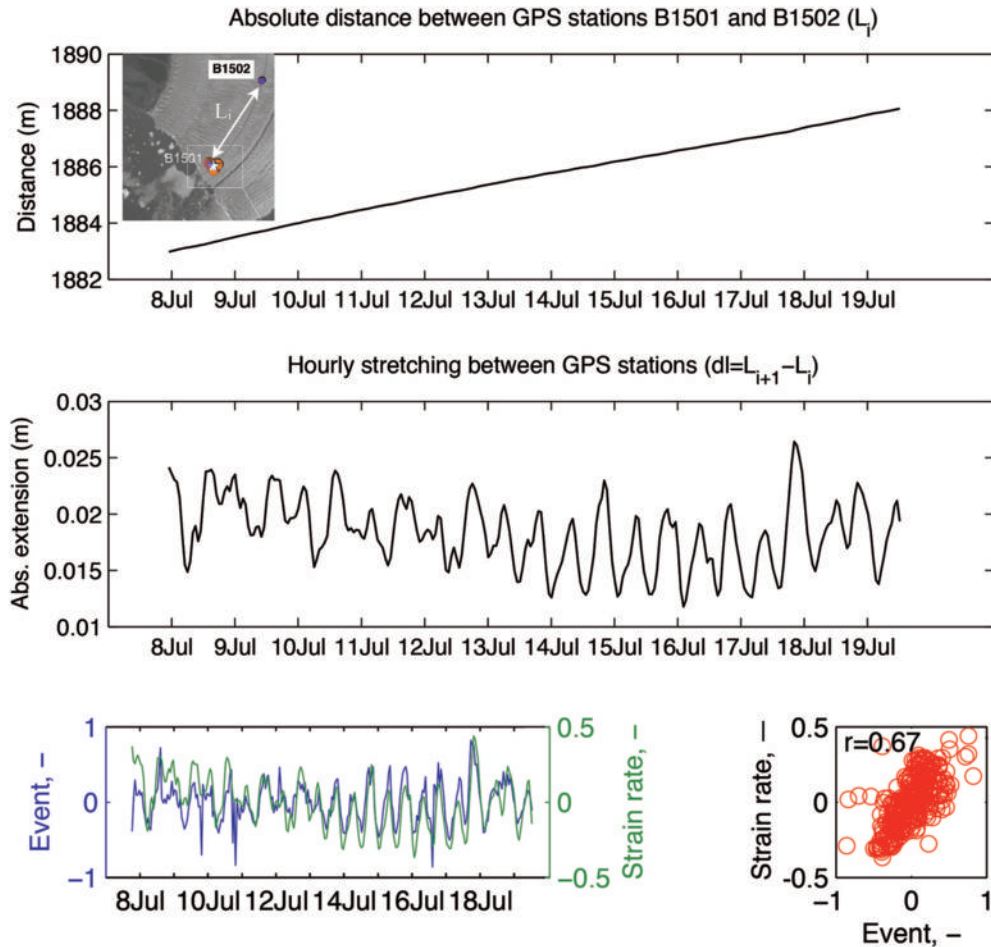 Absolute distance between GPS stations B1501 and B1502 (Lᵢ)
Distance (m)
1890
1888
1886
1884
1882
B1502
Lᵢ
B1501
8Jul 9Jul 10Jul 11Jul 12Jul 13Jul 14Jul 15Jul 16Jul 17Jul 18Jul 19Jul
Hourly stretching between GPS stations (dl=Lᵢ₊₁−Lᵢ)
Abs. extension (m)
0.03
0.025
0.02
0.015
0.01
8Jul 9Jul 10Jul 11Jul 12Jul 13Jul 14Jul 15Jul 16Jul 17Jul 18Jul 19Jul
Event, –
1
0
−1
0.5
0
−0.5
Strain rate, –
8Jul 10Jul 12Jul 14Jul 16Jul 18Jul
Strain rate, —
0.5
0
-0.5
r=0.67
−1 0 1
Event, –